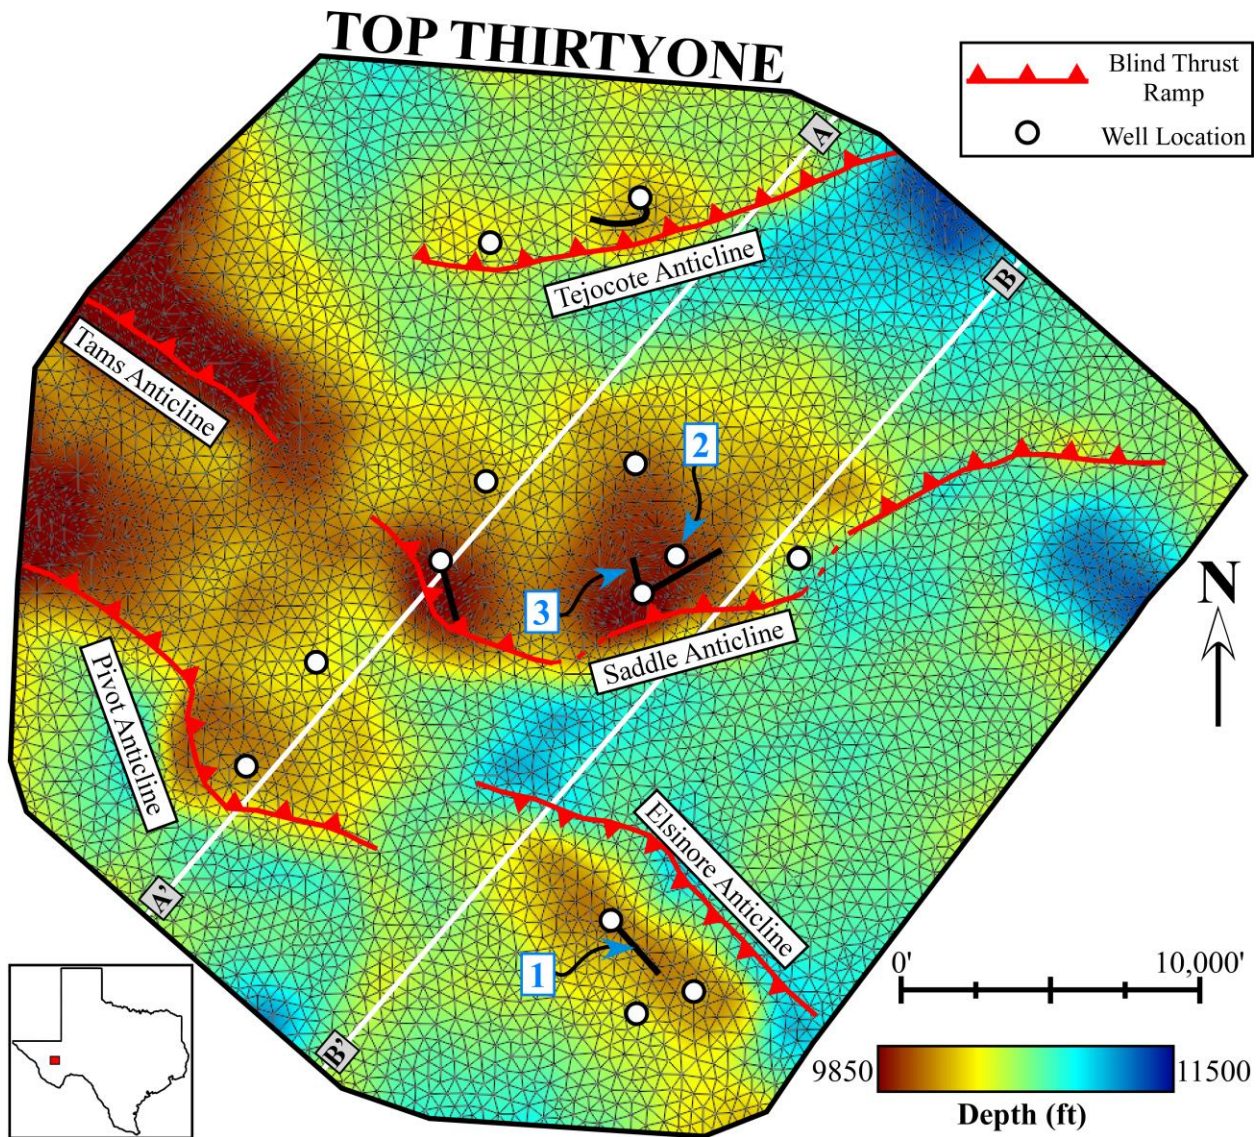 TOP THIRTYONE
Blind Thrust
Ramp
Well Location
A
B
Tejocote Anticline
Tams Anticline
2
3
N
Saddle Anticline
Pivot Anticline
Elsinore Anticline
A'
1
B'
0'
10,000'
9850
11500
Depth (ft)